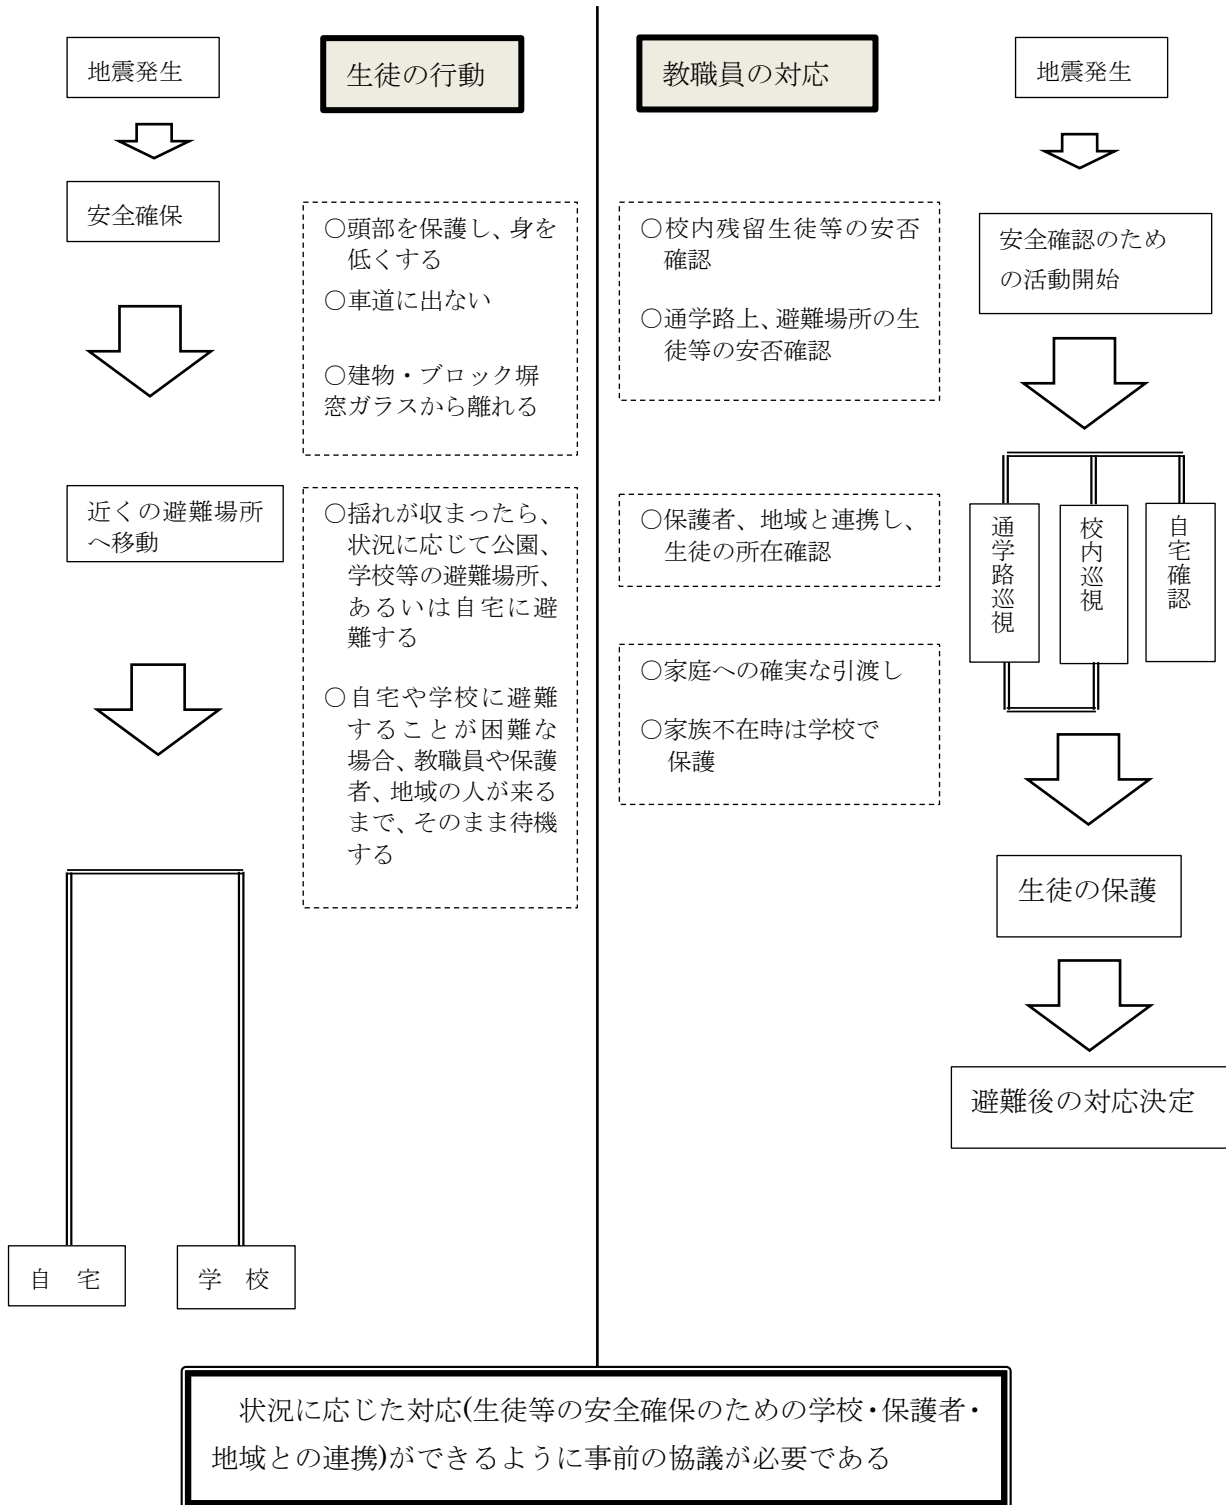 地震発生
生徒の行動
安全確保
○頭部を保護し、身を
低くする
○車道に出ない
○建物・ブロック塀
窓ガラスから離れる
近くの避難場所
へ移動
○揺れが収まったら、
状況に応じて公園、
学校等の避難場所、
あるいは自宅に避
難する
○自宅や学校に避難
することが困難な
場合、教職員や保護
者、地域の人が来る
まで、そのまま待機
する
自　宅
学　校
教職員の対応
地震発生
○校内残留生徒等の安否
確認
○通学路上、避難場所の生
徒等の安否確認
安全確認のため
の活動開始
○保護者、地域と連携し、
生徒の所在確認
通学路巡視
校内巡視
自宅確認
○家庭への確実な引渡し
○家族不在時は学校で
保護
生徒の保護
避難後の対応決定
状況に応じた対応(生徒等の安全確保のための学校・保護者・
地域との連携)ができるように事前の協議が必要である